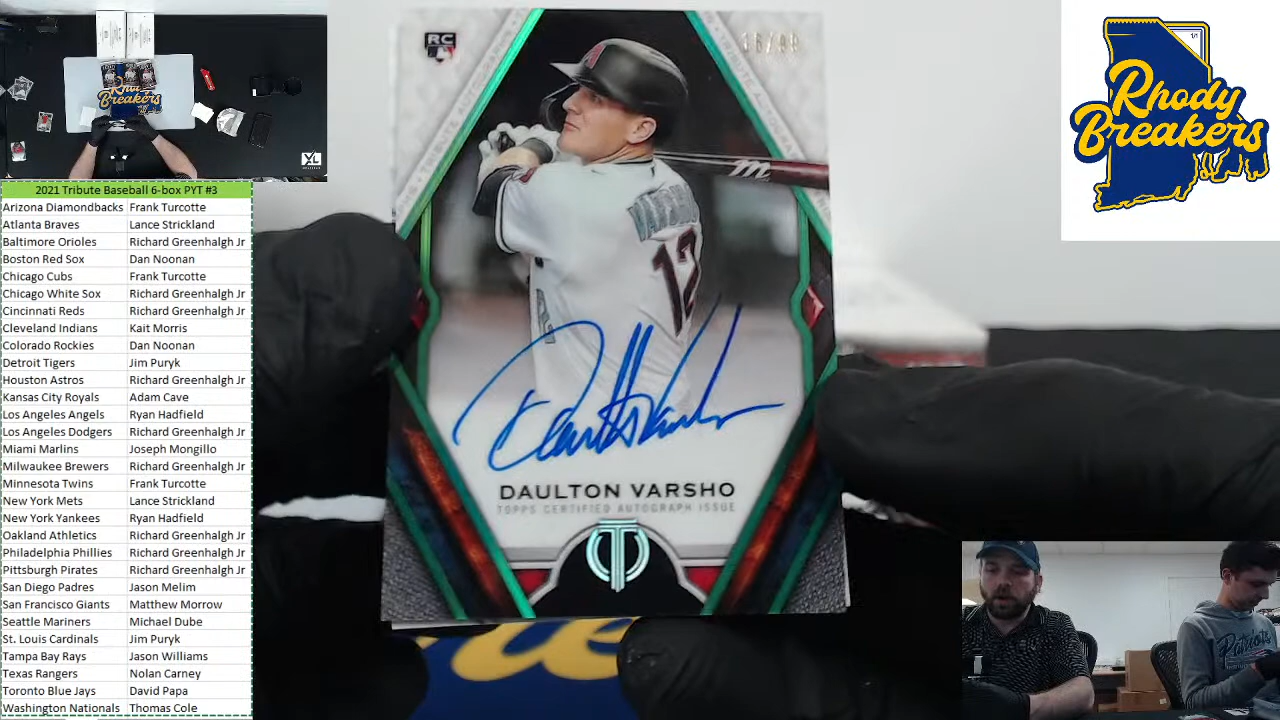 Rhody
Breakers
XL
2021 Tribute Baseball 6-box PYT #3
Arizona Diamondbacks Frank Turcotte
Atlanta Braves Lance Strickland
Baltimore Orioles Richard Greenhalgh Jr
Boston Red Sox Dan Noonan
Chicago Cubs Frank Turcotte
Chicago White Sox Richard Greenhalgh Jr
Cincinnati Reds Richard Greenhalgh Jr
Cleveland Indians Kait Morris
Colorado Rockies Dan Noonan
Detroit Tigers Jim Puryk
Houston Astros Richard Greenhalgh Jr
Kansas City Royals Adam Cave
Los Angeles Angels Ryan Hadfield
Los Angeles Dodgers Richard Greenhalgh Jr
Miami Marlins Joseph Mongillo
Milwaukee Brewers Richard Greenhalgh Jr
Minnesota Twins Frank Turcotte
New York Mets Lance Strickland
New York Yankees Ryan Hadfield
Oakland Athletics Richard Greenhalgh Jr
Philadelphia Phillies Richard Greenhalgh Jr
Pittsburgh Pirates Richard Greenhalgh Jr
San Diego Padres Jason Melim
San Francisco Giants Matthew Morrow
Seattle Mariners Michael Dube
St. Louis Cardinals Jim Puryk
Tampa Bay Rays Jason Williams
Texas Rangers Nolan Carney
Toronto Blue Jays David Papa
Washington Nationals Thomas Cole
RC
A
m
VARSHO
12
DAULTON VARSHO
TOPPS CERTIFIED AUTOGRAPH ISSUE
T
1/1
Rhody
Breakers
Patriots